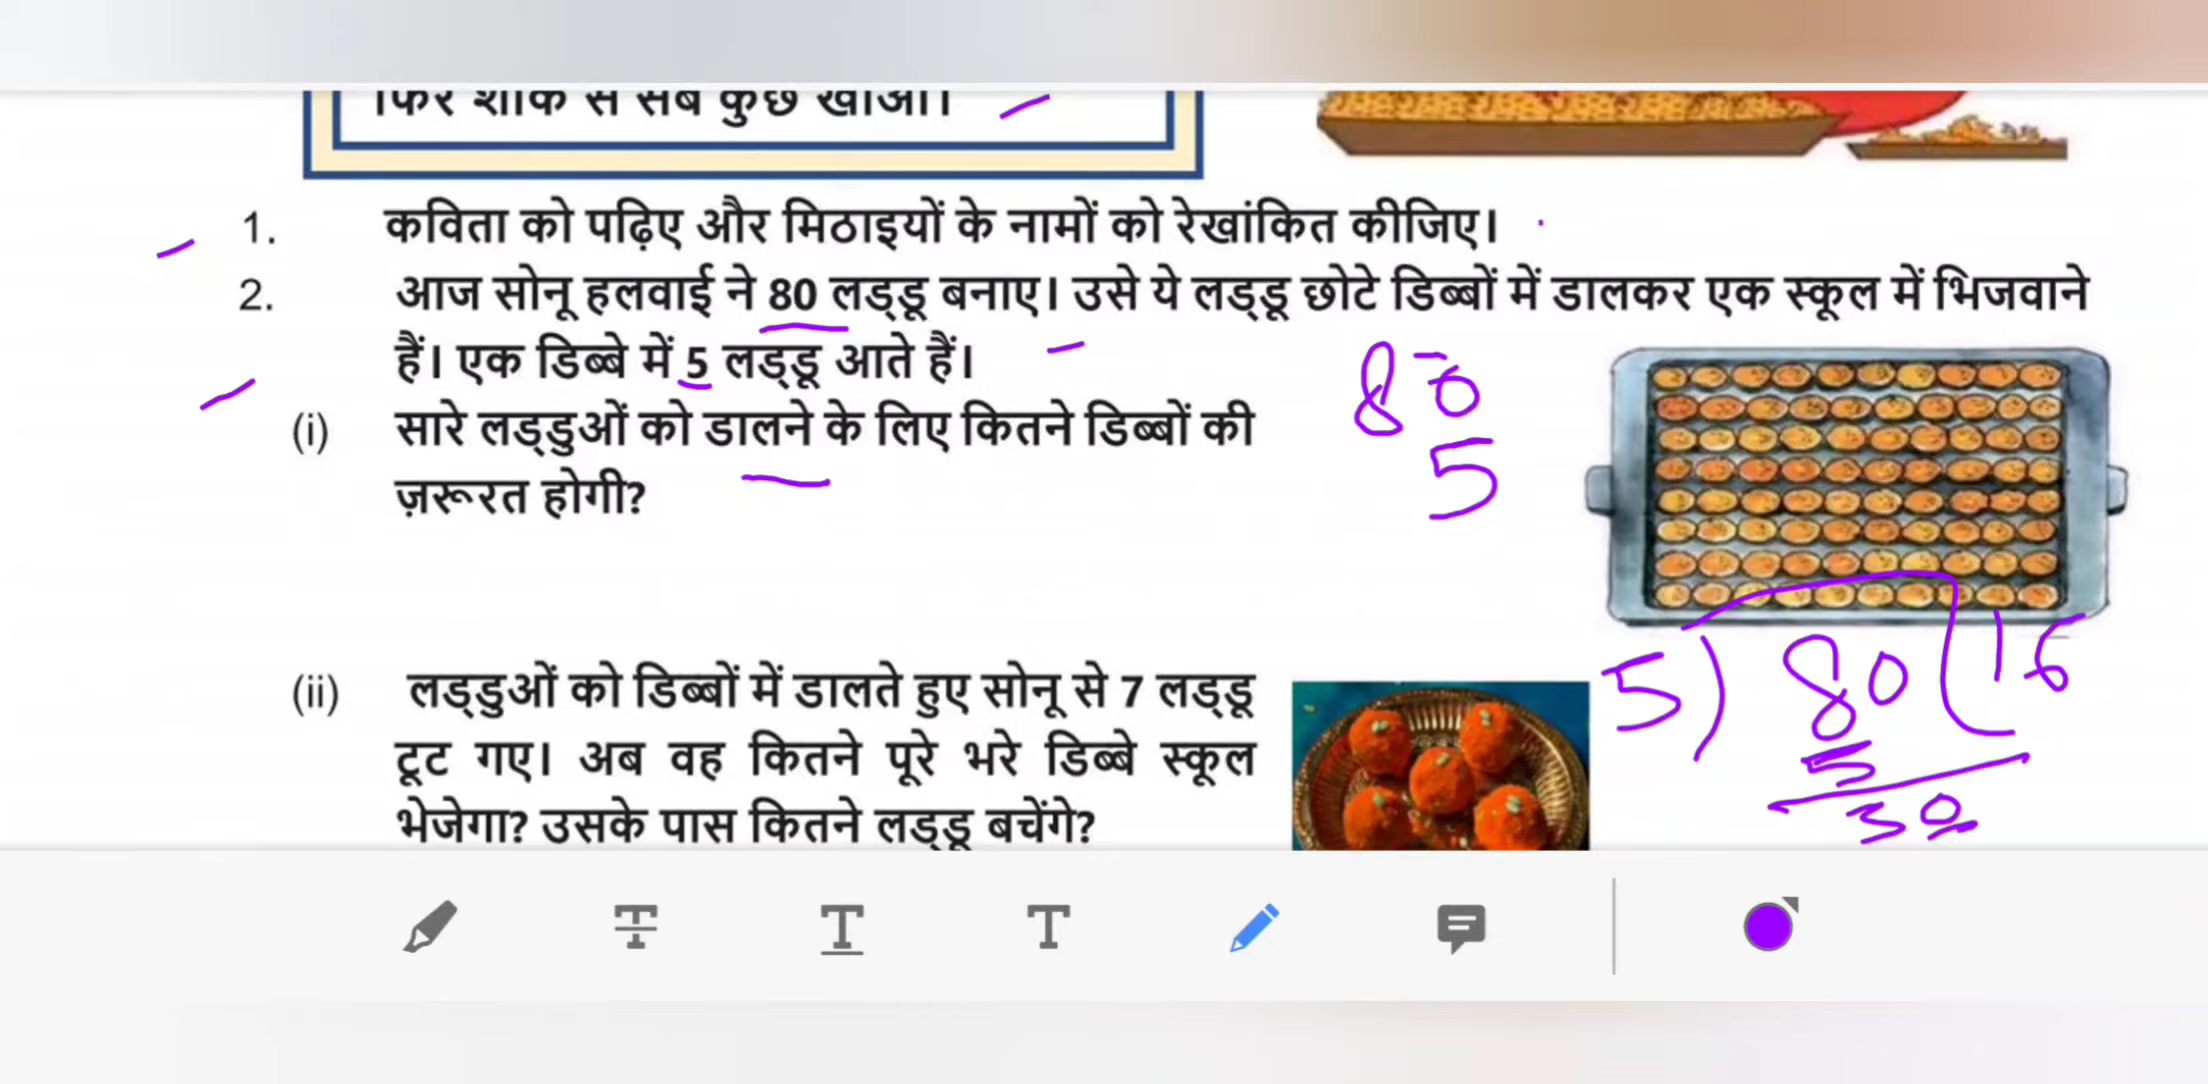 फिर शौक से सब कुछ खाओ।
1. कविता को पढ़िए और मिठाइयों के नामों को रेखांकित कीजिए।
2. आज सोनू हलवाई ने 80 लड्डू बनाए। उसे ये लड्डू छोटे डिब्बों में डालकर एक स्कूल में भिजवाने
हैं। एक डिब्बे में 5 लड्डू आते हैं।
(i) सारे लड्डुओं को डालने के लिए कितने डिब्बों की
ज़रूरत होगी?
80
5
5) 80 (16
5
30
(ii) लड्डुओं को डिब्बों में डालते हुए सोनू से 7 लड्डू
टूट गए। अब वह कितने पूरे भरे डिब्बे स्कूल
भेजेगा? उसके पास कितने लड्डू बचेंगे?